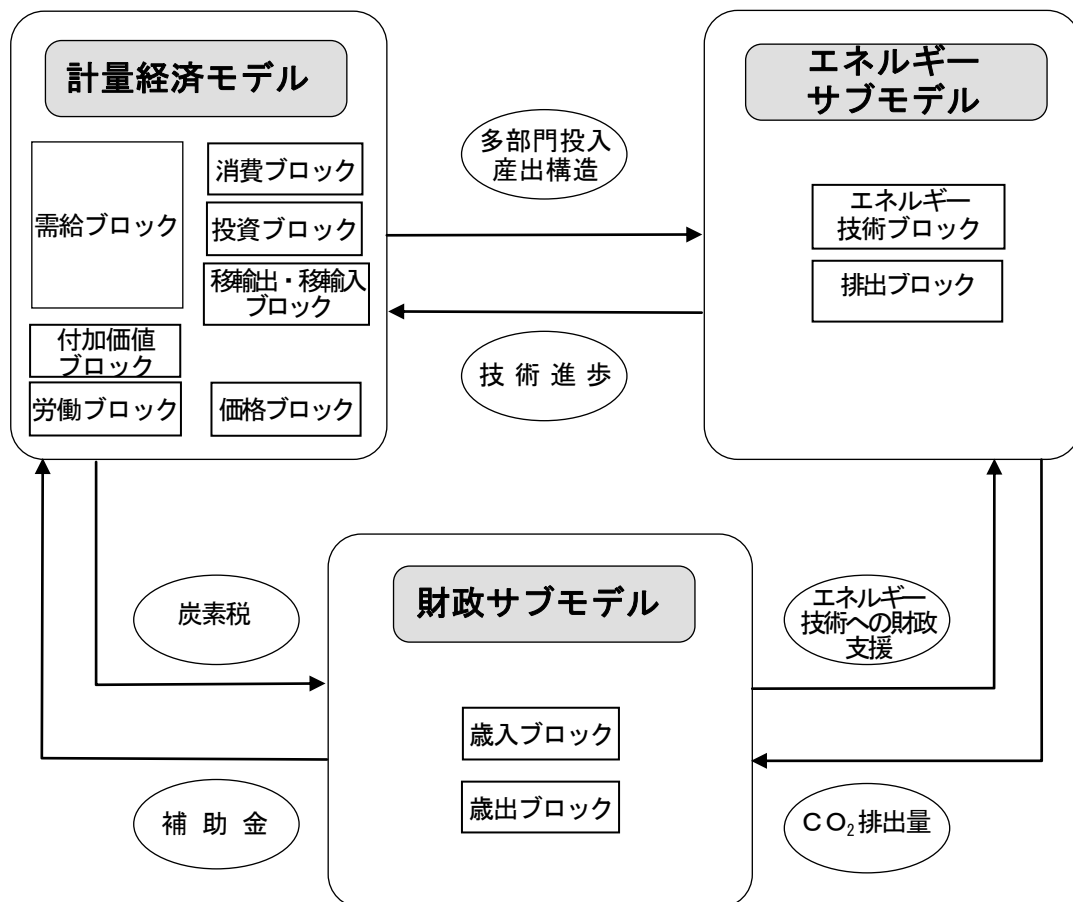 計量経済モデル
需給ブロック
消費ブロック
投資ブロック
移輸出・移輸入
ブロック
付加価値
ブロック
労働ブロック
価格ブロック
多部門投入
産出構造
技術進歩
エネルギー
サブモデル
エネルギー
技術ブロック
排出ブロック
炭素税
補助金
財政サブモデル
歳入ブロック
歳出ブロック
エネルギー
技術への財政
支援
CO₂排出量